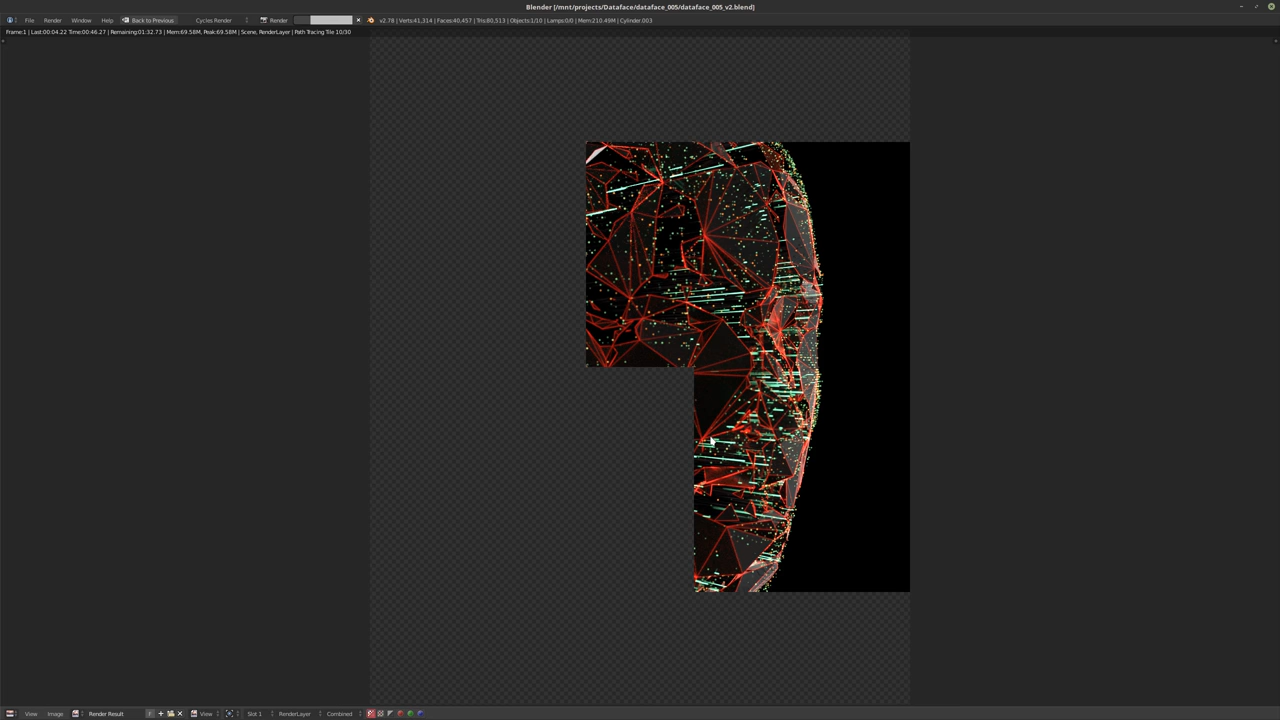 Blender [/mnt/projects/Dataface/dataface_005/dataface_005_v2.blend]
File Render Window Help Back to Previous Cycles Render Render v2.78 | Verts:41,314 | Faces:40,457 | Tris:80,513 | Objects:1/10 | Lamps:0/0 | Mem:210.49M | Cylinder.003
Frame:1 | Last:00:04.22 Time:00:46.27 | Remaining:01:32.73 | Mem:69.58M, Peak:69.58M | Scene, RenderLayer | Path Tracing Tile 10/30
View Image Render Result F View Slot 1 RenderLayer Combined